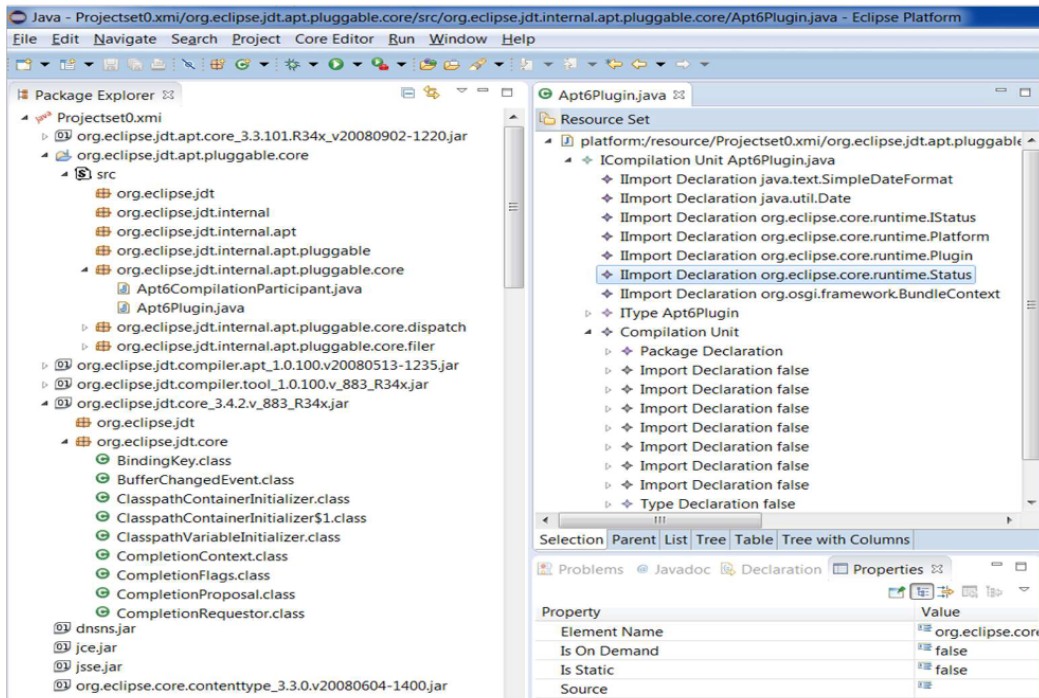 Java - Projectset0.xmi/org.eclipse.jdt.apt.pluggable.core/src/org.eclipse.jdt.internal.apt.pluggable.core/Apt6Plugin.java - Eclipse Platform
File Edit Navigate Search Project Core Editor Run Window Help
Package Explorer
Projectset0.xmi
org.eclipse.jdt.apt.core_3.3.101.R34x_v20080902-1220.jar
org.eclipse.jdt.apt.pluggable.core
src
org.eclipse.jdt
org.eclipse.jdt.internal
org.eclipse.jdt.internal.apt
org.eclipse.jdt.internal.apt.pluggable
org.eclipse.jdt.internal.apt.pluggable.core
Apt6CompilationParticipant.java
Apt6Plugin.java
org.eclipse.jdt.internal.apt.pluggable.core.dispatch
org.eclipse.jdt.internal.apt.pluggable.core.filer
org.eclipse.jdt.compiler.apt_1.0.100.v20080513-1235.jar
org.eclipse.jdt.compiler.tool_1.0.100.v_883_R34x.jar
org.eclipse.jdt.core_3.4.2.v_883_R34x.jar
org.eclipse.jdt
org.eclipse.jdt.core
BindingKey.class
BufferChangedEvent.class
ClasspathContainerInitializer.class
ClasspathContainerInitializer$1.class
ClasspathVariableInitializer.class
CompletionContext.class
CompletionFlags.class
CompletionProposal.class
CompletionRequestor.class
dnsns.jar
jce.jar
jsse.jar
org.eclipse.core.contenttype_3.3.0.v20080604-1400.jar
Apt6Plugin.java
Resource Set
platform:/resource/Projectset0.xmi/org.eclipse.jdt.apt.pluggable
ICompilation Unit Apt6Plugin.java
IImport Declaration java.text.SimpleDateFormat
IImport Declaration java.util.Date
IImport Declaration org.eclipse.core.runtime.IStatus
IImport Declaration org.eclipse.core.runtime.Platform
IImport Declaration org.eclipse.core.runtime.Plugin
IImport Declaration org.eclipse.core.runtime.Status
IImport Declaration org.osgi.framework.BundleContext
IType Apt6Plugin
Compilation Unit
Package Declaration
Import Declaration false
Import Declaration false
Import Declaration false
Import Declaration false
Import Declaration false
Import Declaration false
Import Declaration false
Type Declaration false
Selection Parent List Tree Table Tree with Columns
Problems Javadoc Declaration Properties
Property Value
Element Name org.eclipse.core
Is On Demand false
Is Static false
Source